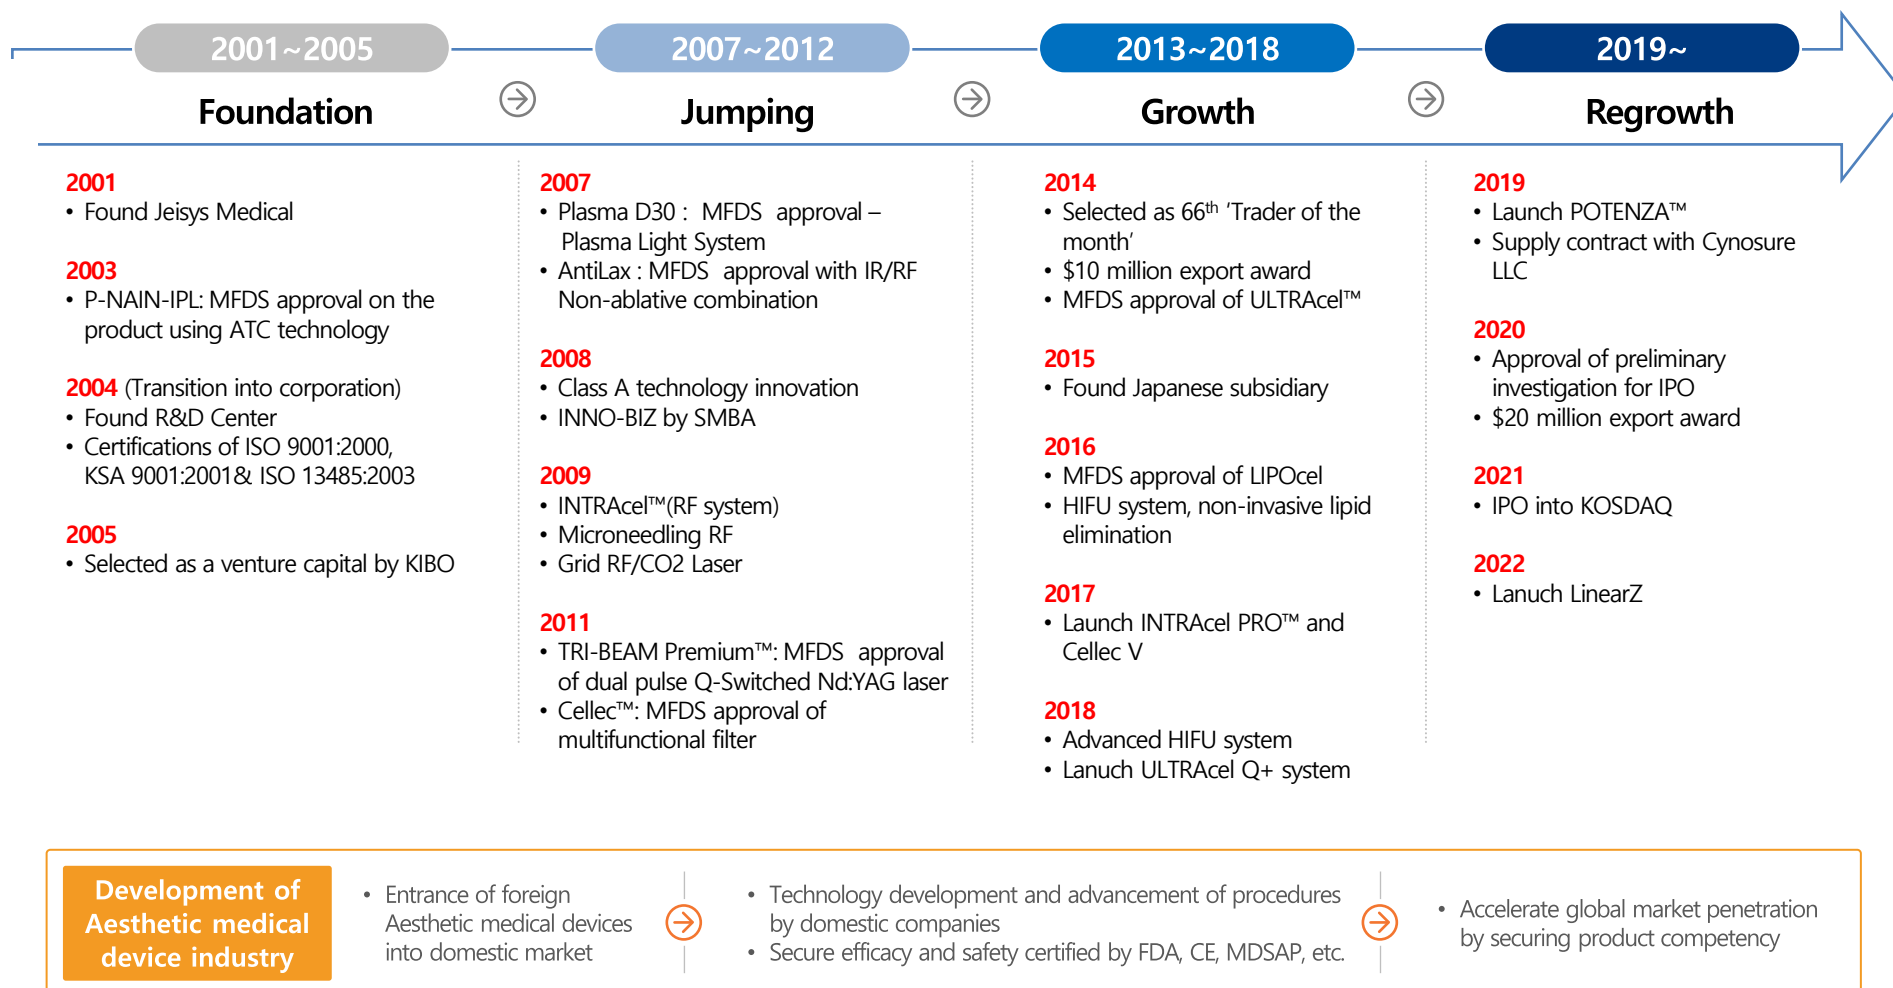 2001~2005
2007~2012
2013~2018
2019~
Foundation
Jumping
Growth
Regrowth
2001
• Found Jeisys Medical
2003
• P-NAIN-IPL: MFDS approval on the
product using ATC technology
2004 (Transition into corporation)
• Found R&D Center
• Certifications of ISO 9001:2000,
KSA 9001:2001& ISO 13485:2003
2005
• Selected as a venture capital by KIBO
2007
• Plasma D30 : MFDS approval –
Plasma Light System
• AntiLax : MFDS approval with IR/RF
Non-ablative combination
2008
• Class A technology innovation
• INNO-BIZ by SMBA
2009
• INTRAcel™(RF system)
• Microneedling RF
• Grid RF/CO2 Laser
2011
• TRI-BEAM Premium™: MFDS approval
of dual pulse Q-Switched Nd:YAG laser
• Cellec™: MFDS approval of
multifunctional filter
2014
• Selected as 66th ‘Trader of the
month’
• $10 million export award
• MFDS approval of ULTRAcel™
2015
• Found Japanese subsidiary
2016
• MFDS approval of LIPOcel
• HIFU system, non-invasive lipid
elimination
2017
• Launch INTRAcel PRO™ and
Cellec V
2018
• Advanced HIFU system
• Lanuch ULTRAcel Q+ system
2019
• Launch POTENZA™
• Supply contract with Cynosure
LLC
2020
• Approval of preliminary
investigation for IPO
• $20 million export award
2021
• IPO into KOSDAQ
2022
• Lanuch LinearZ
Development of
Aesthetic medical
device industry
• Entrance of foreign
Aesthetic medical devices
into domestic market
• Technology development and advancement of procedures
by domestic companies
• Secure efficacy and safety certified by FDA, CE, MDSAP, etc.
• Accelerate global market penetration
by securing product competency